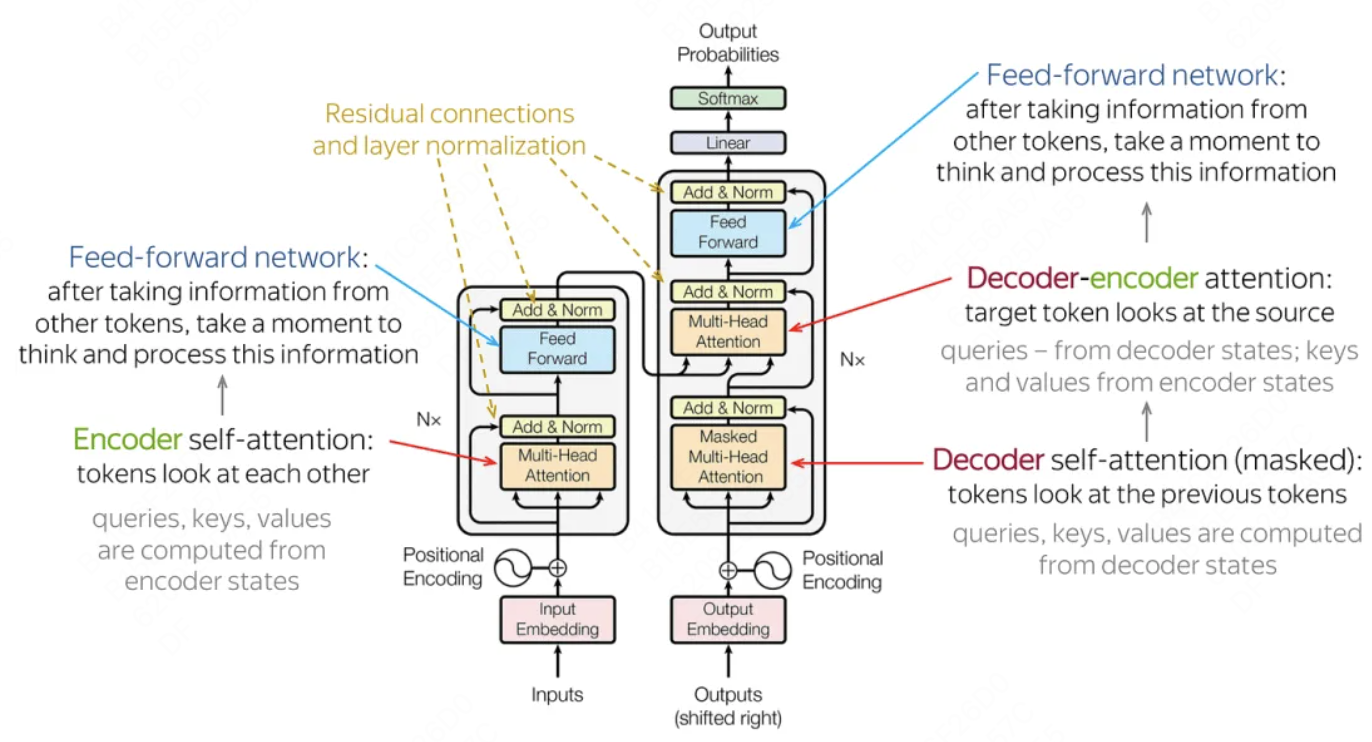 Output
Probabilities
Softmax
Linear
Add & Norm
Feed
Forward
Add & Norm
Multi-Head
Attention
Add & Norm
Masked
Multi-Head
Attention
N×
Positional
Encoding
Output
Embedding
Outputs
(shifted right)
Add & Norm
Feed
Forward
Add & Norm
Multi-Head
Attention
N×
Positional
Encoding
Input
Embedding
Inputs
Residual connections
and layer normalization
Feed-forward network:
after taking information from
other tokens, take a moment to
think and process this information
Encoder self-attention:
tokens look at each other
queries, keys, values
are computed from
encoder states
Feed-forward network:
after taking information from
other tokens, take a moment to
think and process this information
Decoder-encoder attention:
target token looks at the source
queries – from decoder states; keys
and values from encoder states
Decoder self-attention (masked):
tokens look at the previous tokens
queries, keys, values are computed
from decoder states